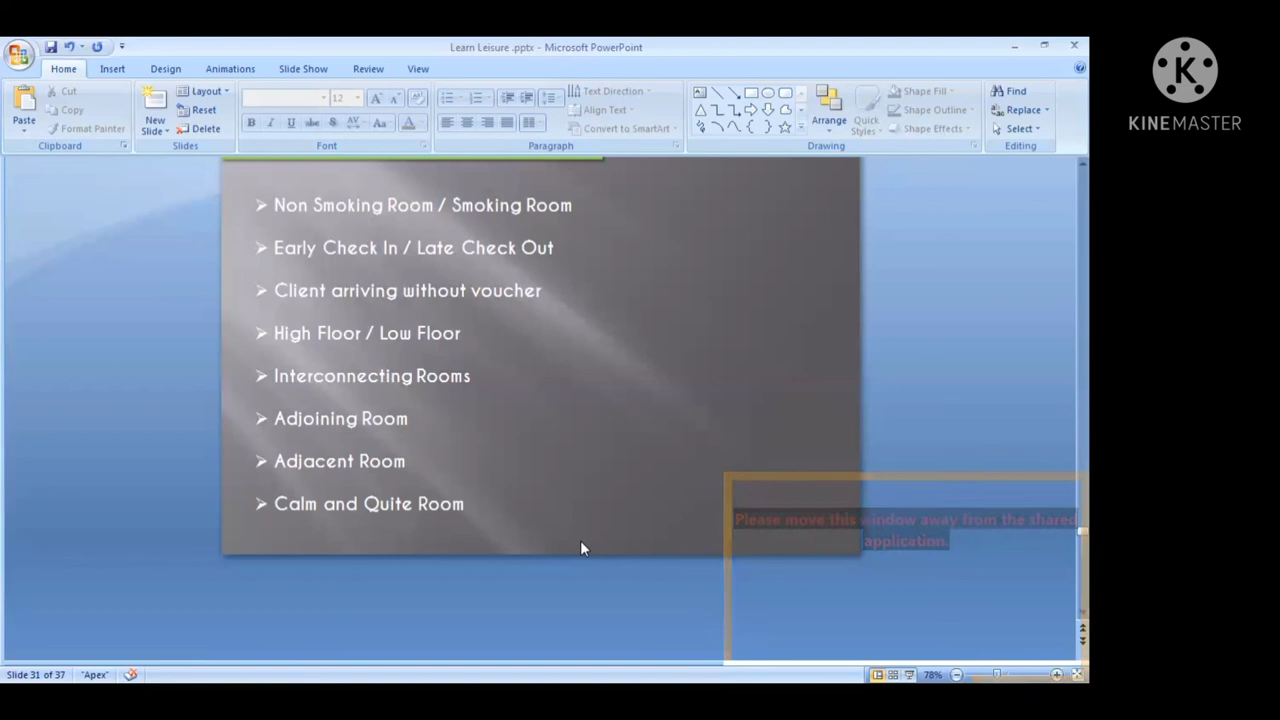 Learn Leisure .pptx - Microsoft PowerPoint
Home Insert Design Animations Slide Show Review View
Paste
Cut
Copy
Format Painter
Clipboard
New Slide
Layout
Reset
Delete
Slides
12
B I U abc S AV Aa A
Font
Text Direction
Align Text
Convert to SmartArt
Paragraph
Arrange
Quick Styles
Shape Fill
Shape Outline
Shape Effects
Drawing
Find
Replace
Select
Editing
K
KINEMASTER
Non Smoking Room / Smoking Room
Early Check In / Late Check Out
Client arriving without voucher
High Floor / Low Floor
Interconnecting Rooms
Adjoining Room
Adjacent Room
Calm and Quite Room
Please move this window away from the shared
application.
Slide 31 of 37 "Apex" 78%